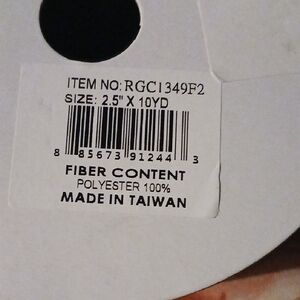 ITEM NO: RGC1349F2
SIZE: 2.5" X 10YD
8 85673 91244 3
FIBER CONTENT
POLYESTER 100%
MADE IN TAIWAN